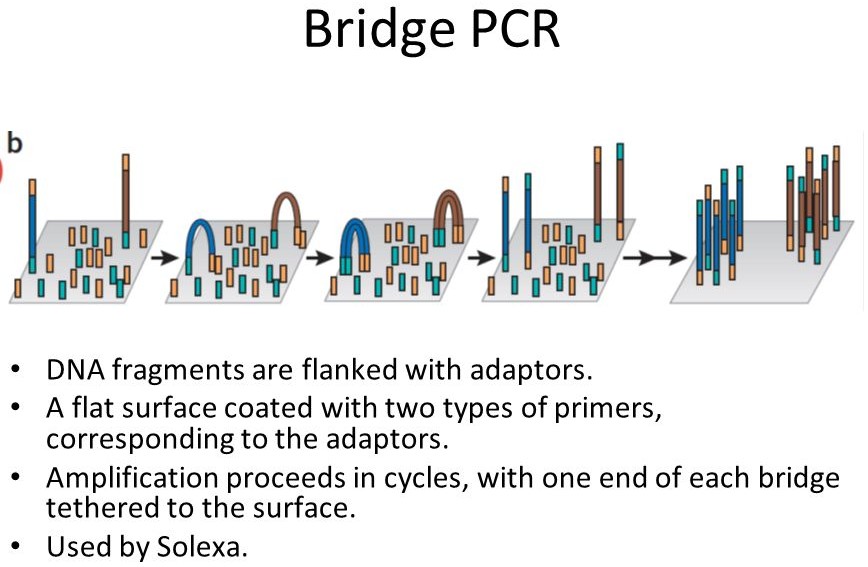 Bridge PCR
b
• DNA fragments are flanked with adaptors.
• A flat surface coated with two types of primers,
corresponding to the adaptors.
• Amplification proceeds in cycles, with one end of each bridge
tethered to the surface.
• Used by Solexa.